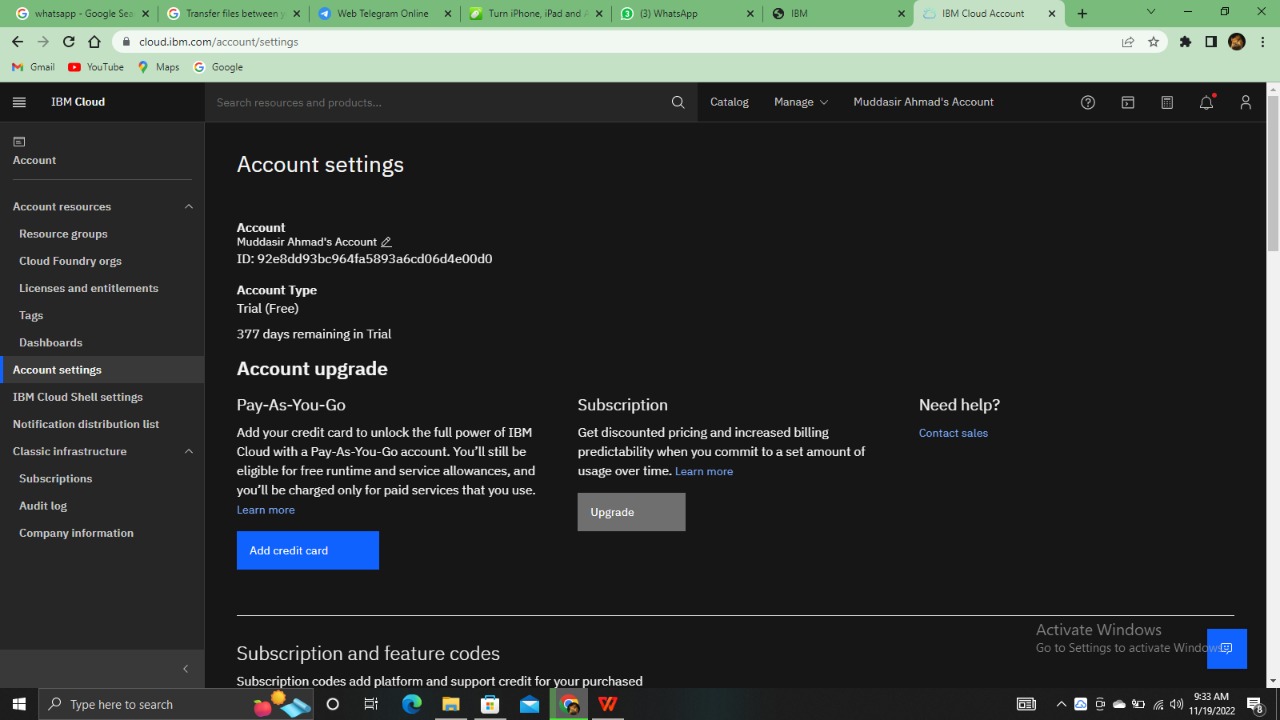 whatsapp - Google Sea
Transfer files between y
Web Telegram Online
Turn iPhone, iPad and A
(3) WhatsApp
IBM
IBM Cloud Account
cloud.ibm.com/account/settings
Gmail
YouTube
Maps
Google
IBM Cloud
Search resources and products...
Catalog
Manage
Muddasir Ahmad's Account
Account
Account resources
Resource groups
Cloud Foundry orgs
Licenses and entitlements
Tags
Dashboards
Account settings
IBM Cloud Shell settings
Notification distribution list
Classic infrastructure
Subscriptions
Audit log
Company information
Account settings
Account
Muddasir Ahmad's Account
ID: 92e8dd93bc964fa5893a6cd06d4e00d0
Account Type
Trial (Free)
377 days remaining in Trial
Account upgrade
Pay-As-You-Go
Add your credit card to unlock the full power of IBM
Cloud with a Pay-As-You-Go account. You'll still be
eligible for free runtime and service allowances, and
you'll be charged only for paid services that you use.
Learn more
Add credit card
Subscription
Get discounted pricing and increased billing
predictability when you commit to a set amount of
usage over time. Learn more
Upgrade
Need help?
Contact sales
Subscription and feature codes
Subscription codes add platform and support credit for your purchased
Activate Windows
Go to Settings to activate Windows.
Type here to search
9:33 AM
11/19/2022
8